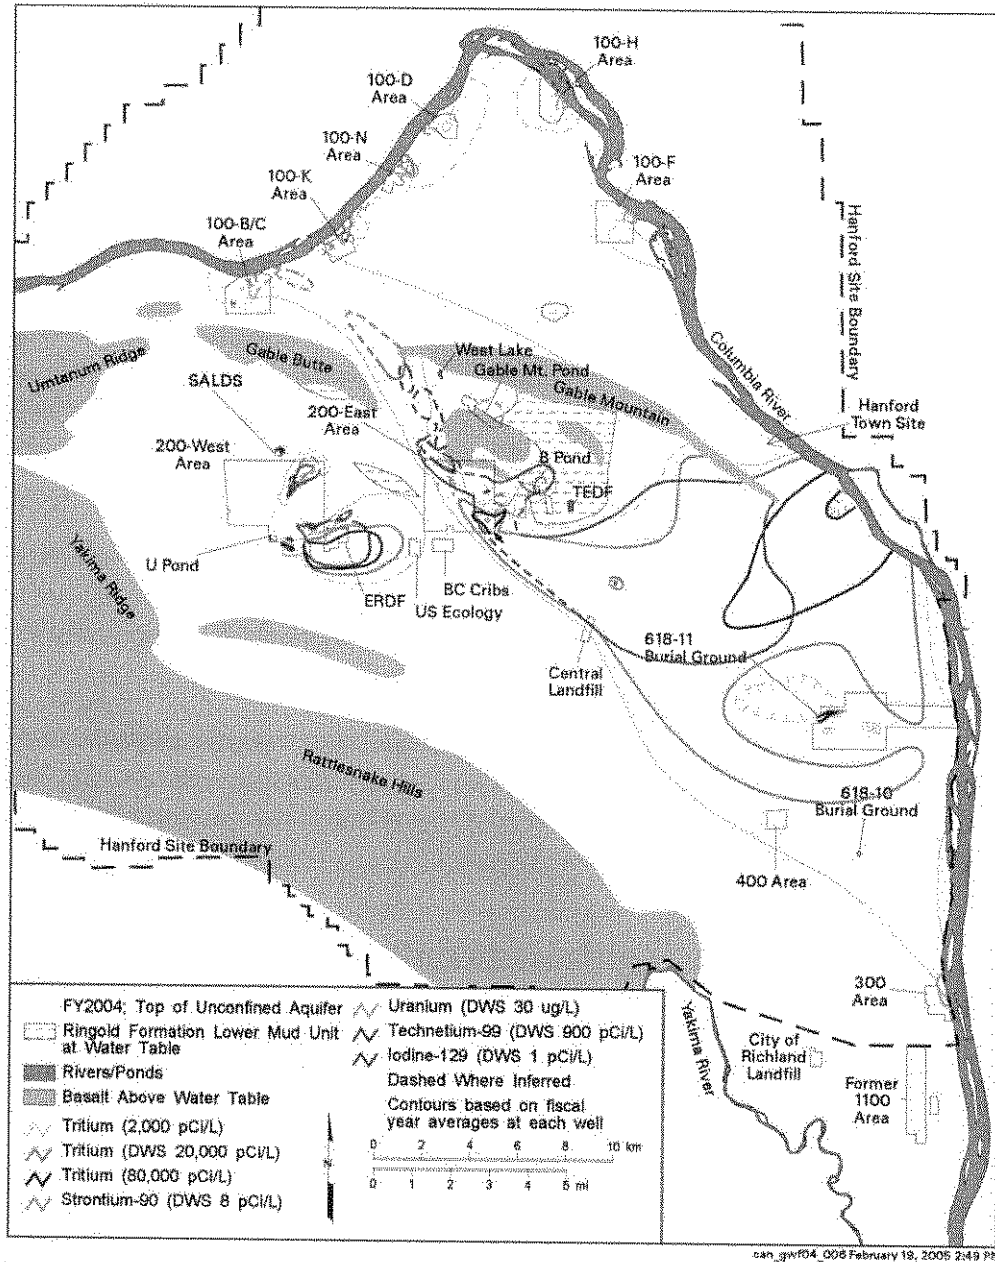 100-H
Area
100-D
Area
100-N
Area
100-K
Area
100-F
Area
100-B/C
Area
Hanford Site Boundary
Columbia River
Umtanum Ridge
Gable Butte
West Lake
Gable Mt. Pond
Gable Mountain
SALDS
200-East
Area
Hanford
Town Site
200-West
Area
B Pond
TEDF
U Pond
Yakima Ridge
ERDF
BC Cribs
US Ecology
618-11
Burial Ground
Central
Landfill
Rattlesnake Hills
618-10
Burial Ground
Hanford Site Boundary
400 Area
300
Area
Yakima River
City of
Richland
Landfill
Former
1100
Area
FY2004; Top of Unconfined Aquifer
Ringold Formation Lower Mud Unit
at Water Table
Rivers/Ponds
Basalt Above Water Table
Tritium (2,000 pCi/L)
Tritium (DWS 20,000 pCi/L)
Tritium (80,000 pCi/L)
Strontium-90 (DWS 8 pCi/L)
Uranium (DWS 30 ug/L)
Technetium-99 (DWS 900 pCi/L)
Iodine-129 (DWS 1 pCi/L)
Dashed Where Inferred
Contours based on fiscal
year averages at each well
0 2 4 6 8 10 km
0 1 2 3 4 5 mi
can_gwf04_006 February 19, 2005 2:49 PM